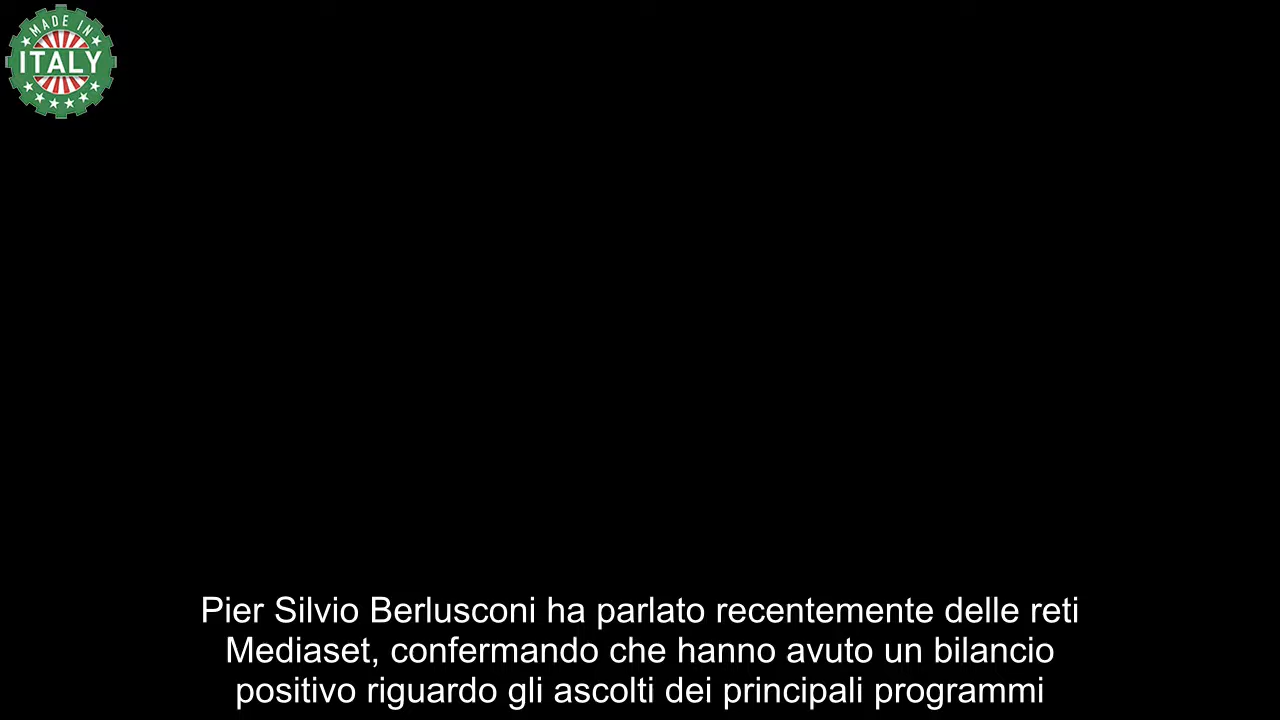 MADE IN
ITALY
Pier Silvio Berlusconi ha parlato recentemente delle reti
Mediaset, confermando che hanno avuto un bilancio
positivo riguardo gli ascolti dei principali programmi